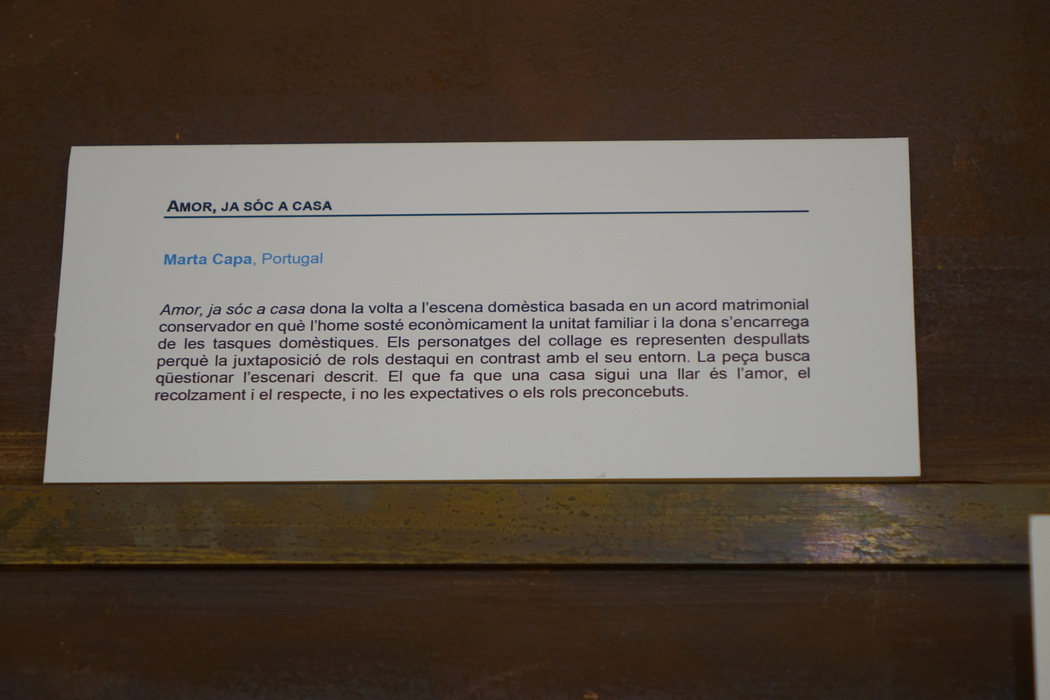 AMOR, JA SÓC A CASA
Marta Capa, Portugal
Amor, ja sóc a casa dona la volta a l'escena domèstica basada en un acord matrimonial
conservador en què l'home sosté econòmicament la unitat familiar i la dona s'encarrega
de les tasques domèstiques. Els personatges del collage es representen despullats
perquè la juxtaposició de rols destaqui en contrast amb el seu entorn. La peça busca
qüestionar l'escenari descrit. El que fa que una casa sigui una llar és l'amor, el
recolzament i el respecte, i no les expectatives o els rols preconcebuts.